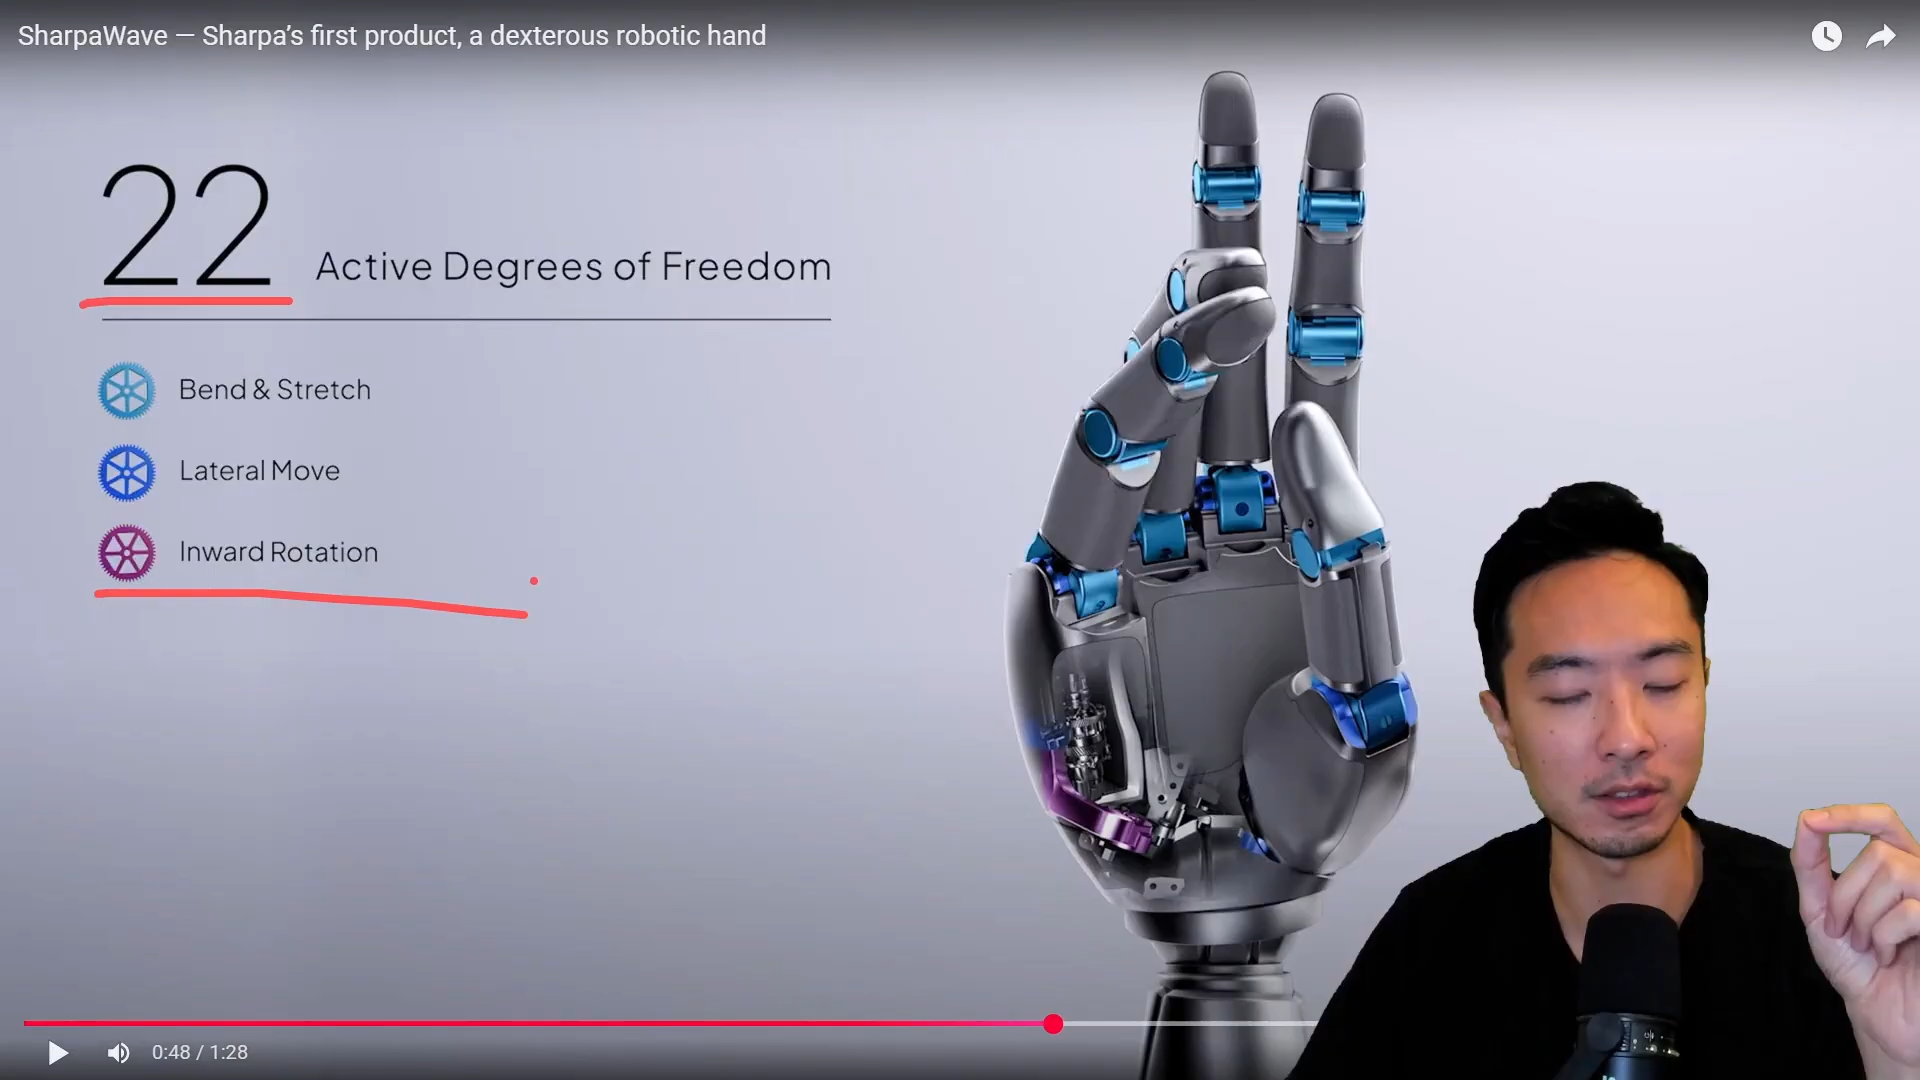 SharpaWave — Sharpa’s first product, a dexterous robotic hand
22 Active Degrees of Freedom
Bend & Stretch
Lateral Move
Inward Rotation
0:48 / 1:28